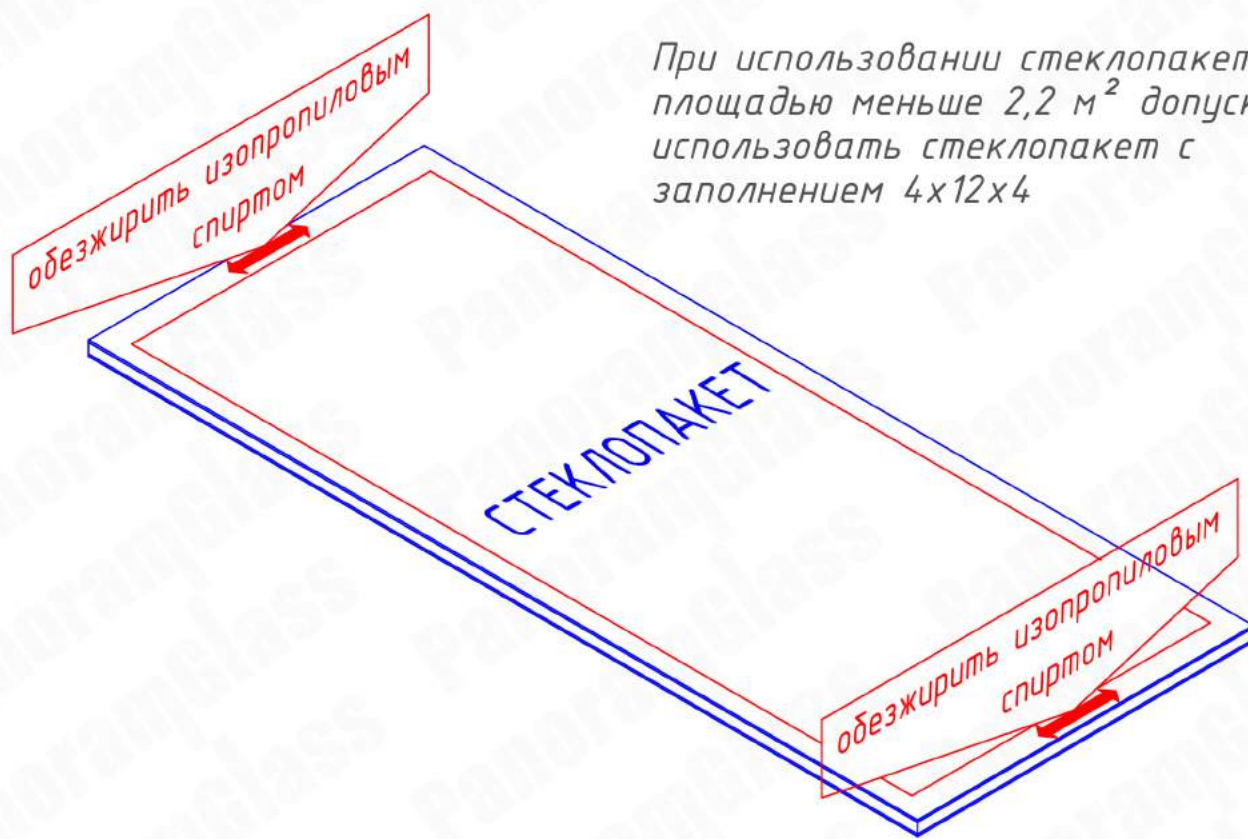 При использовании стеклопакет
площадью меньше 2,2 м² допуск
использовать стеклопакет с
заполнением 4х12х4
обезжирить изопропиловым
спиртом
СТЕКЛОПАКЕТ
обезжирить изопропиловым
спиртом
PanoramGlass